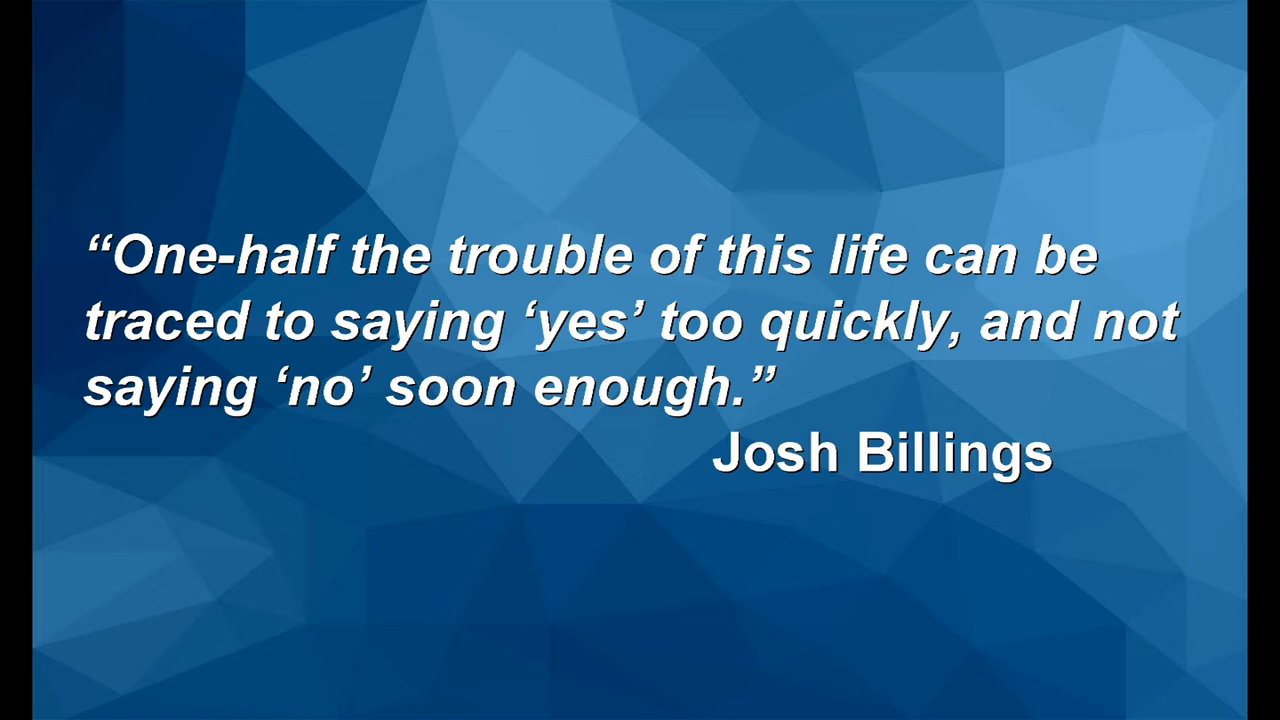 “One-half the trouble of this life can be
traced to saying ‘yes’ too quickly, and not
saying ‘no’ soon enough.”
Josh Billings